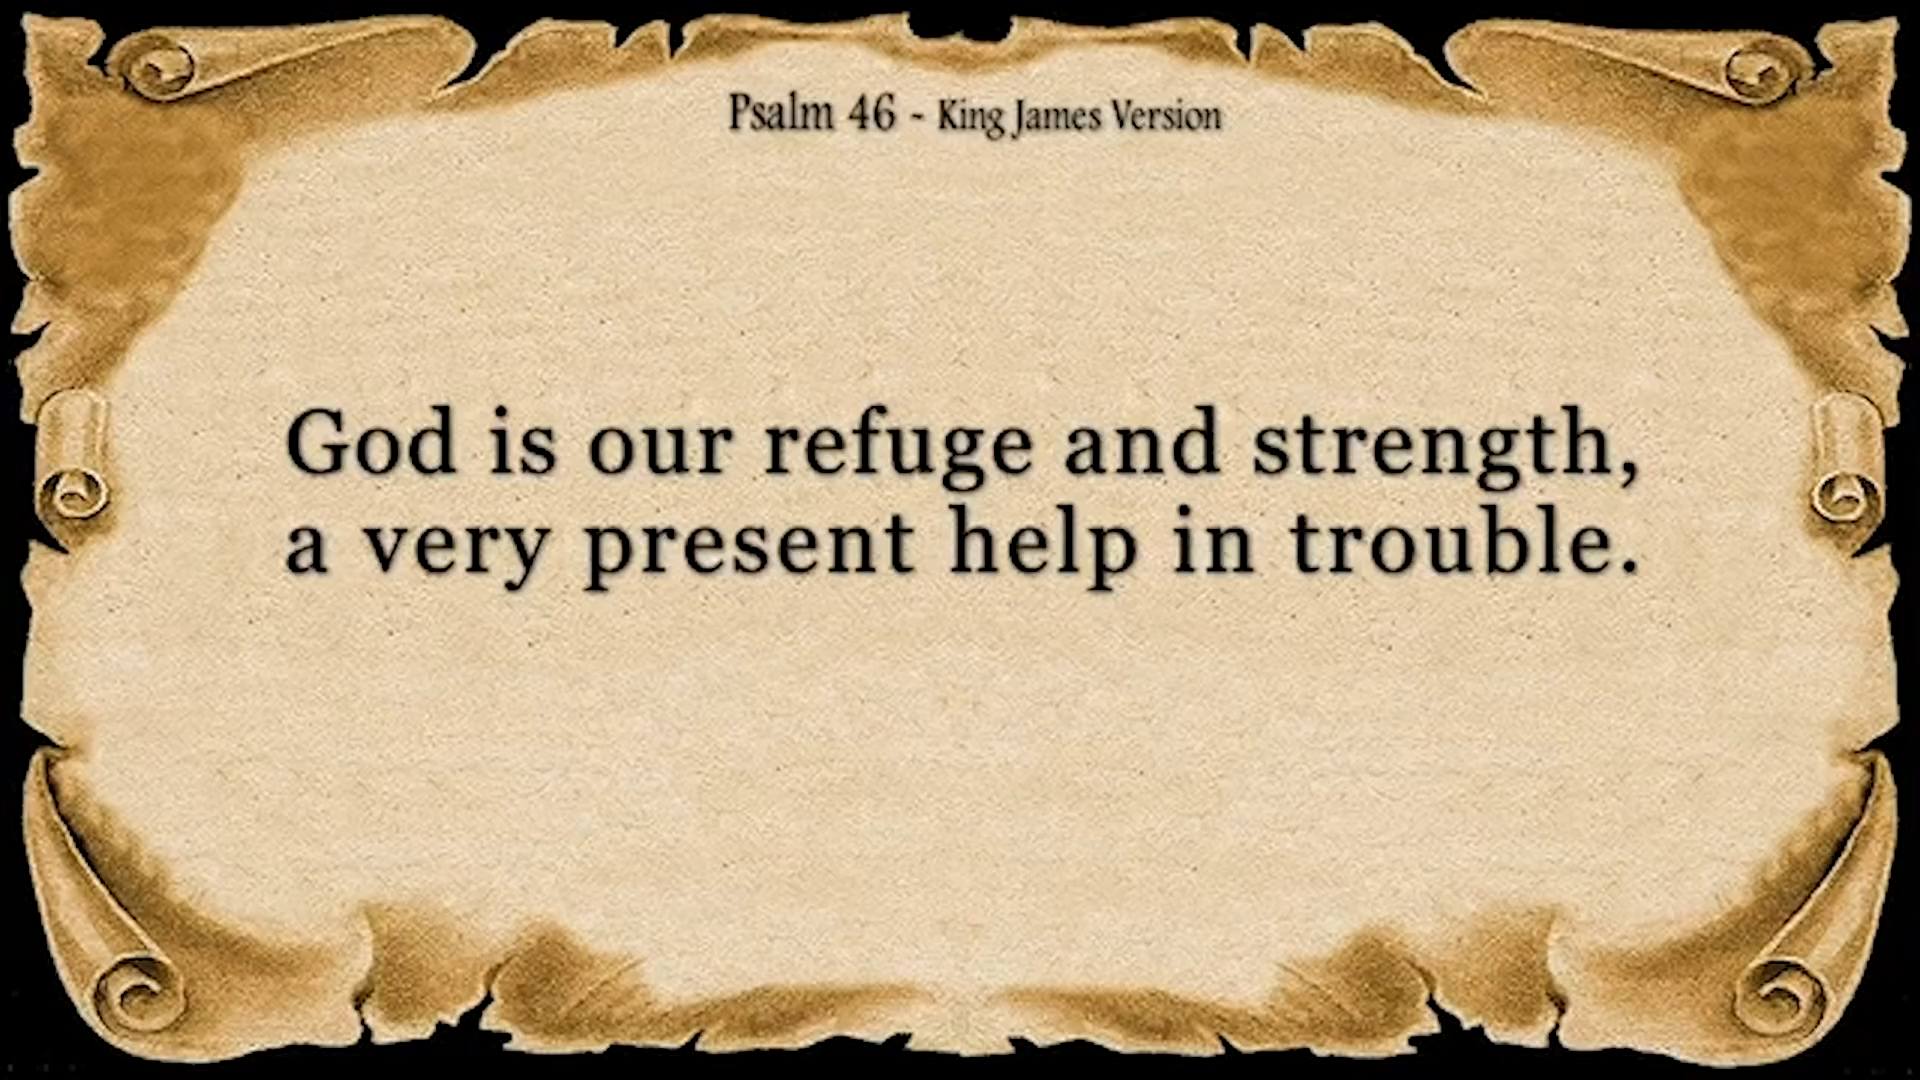 Psalm 46 - King James Version
God is our refuge and strength,
a very present help in trouble.